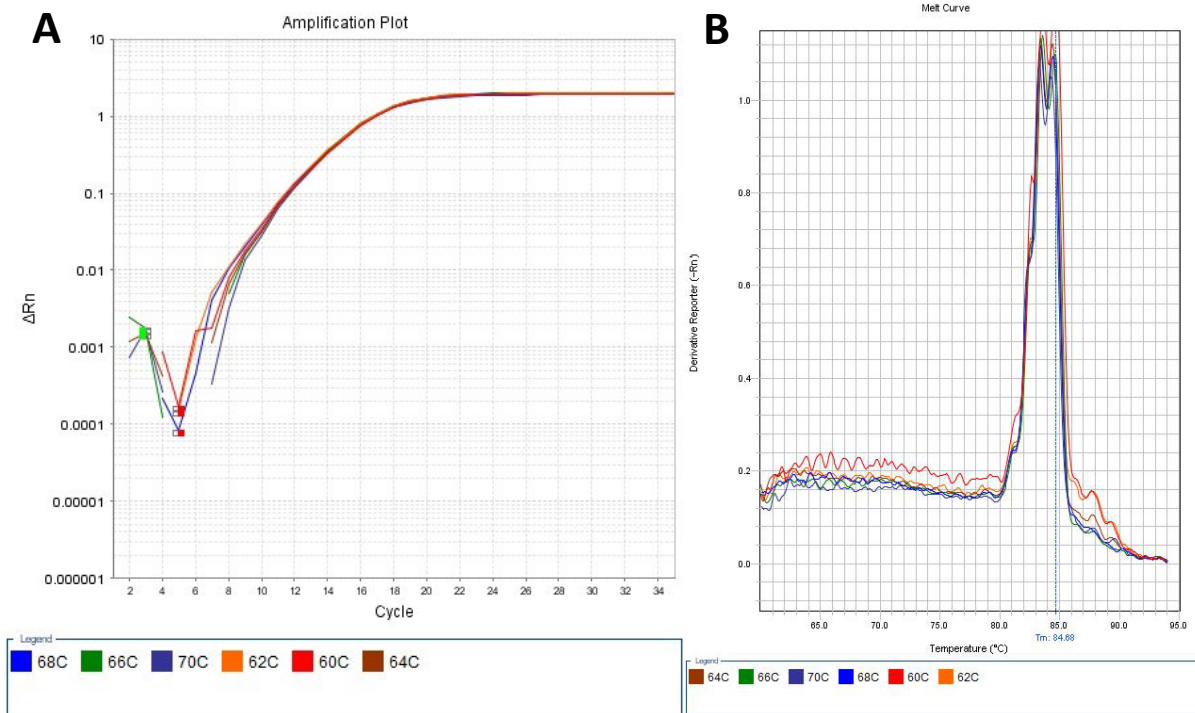 A
Amplification Plot
10
1
0.1
0.01
0.001
0.0001
0.00001
0.000001
ΔRn
2 4 6 8 10 12 14 16 18 20 22 24 26 28 30 32 34
Cycle
Legend
68C 66C 70C 62C 60C 64C
B
Melt Curve
1.0
0.8
0.6
0.4
0.2
0.0
Derivative Reporter (-Rn')
65.0 70.0 75.0 80.0 85.0 90.0 95.0
Tm: 84.68
Temperature (°C)
Legend
64C 66C 70C 68C 60C 62C